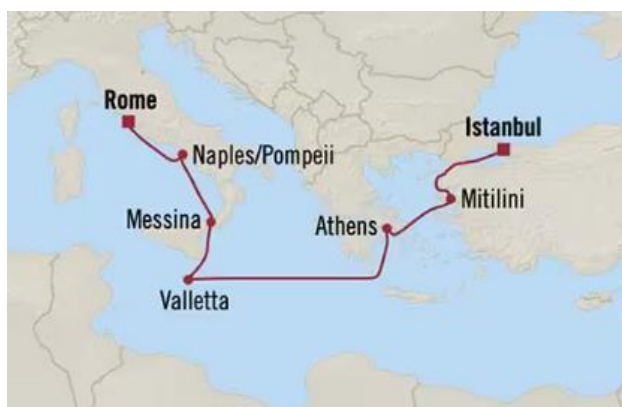 Rome
Istanbul
Naples/Pompeii
Mitilini
Messina
Athens
Valletta